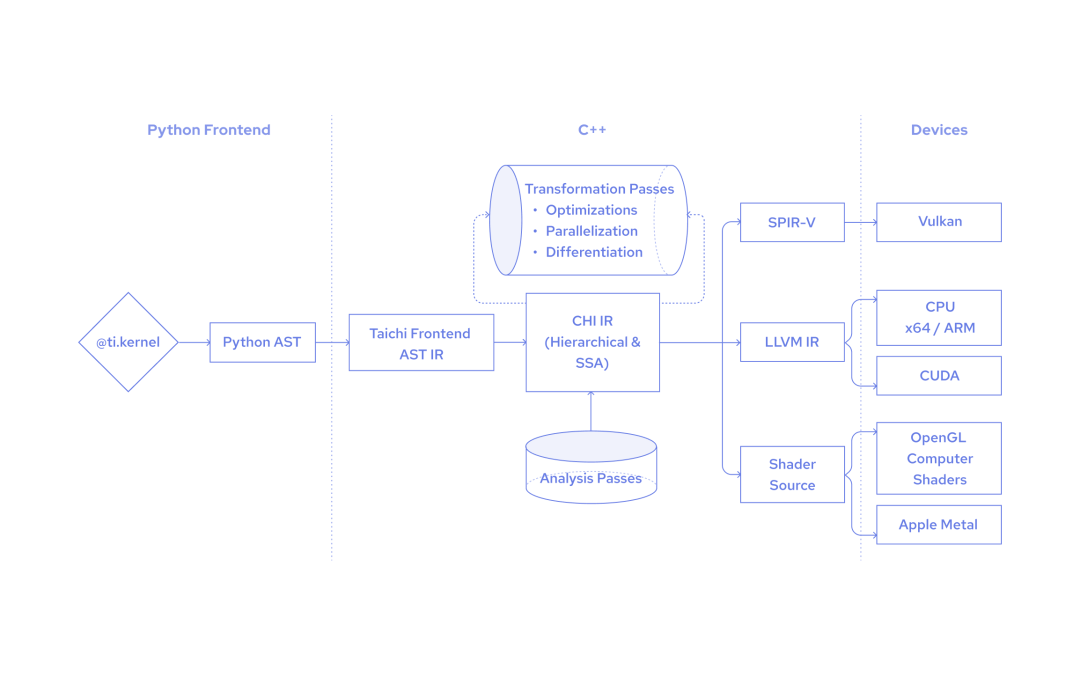 Python Frontend
C++
Devices
Transformation Passes
• Optimizations
• Parallelization
• Differentiation
@ti.kernel
Python AST
Taichi Frontend
AST IR
CHI IR
(Hierarchical &
SSA)
Analysis Passes
SPIR-V
LLVM IR
Shader
Source
Vulkan
CPU
x64 / ARM
CUDA
OpenGL
Computer
Shaders
Apple Metal